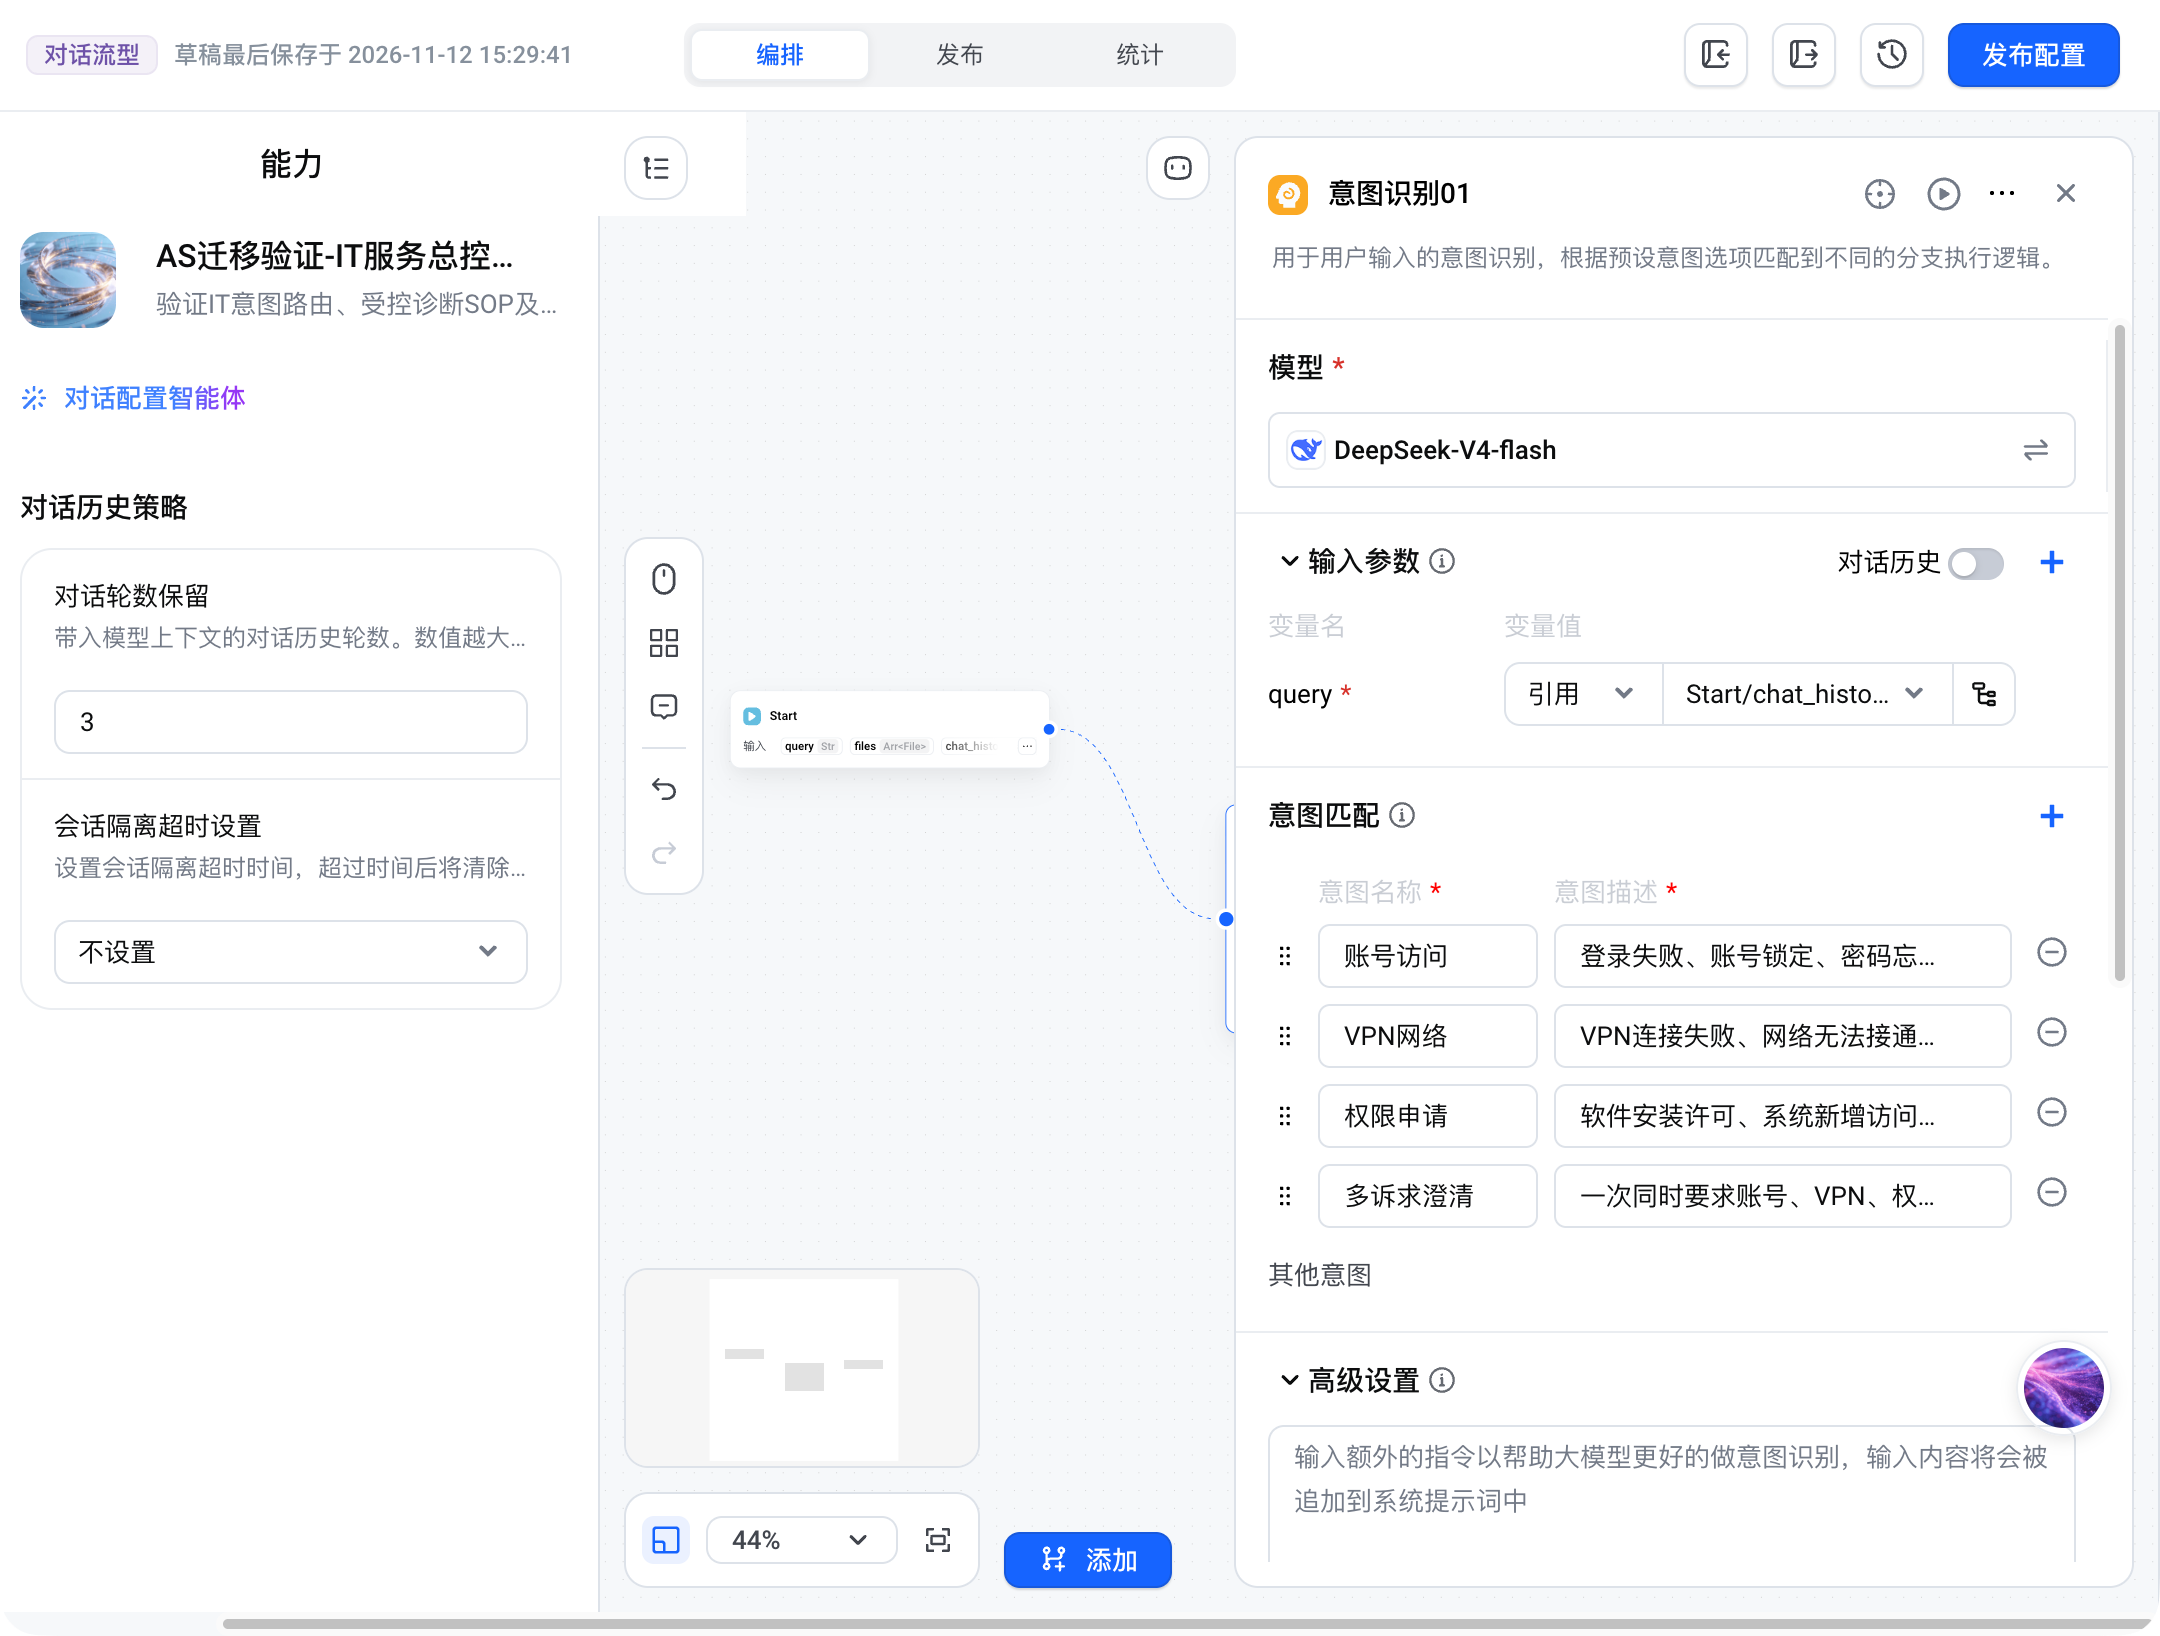 对话流型 草稿最后保存于 2026-11-12 15:29:41 编排 发布 统计 发布配置
能力
AS迁移验证-IT服务总控...
验证IT意图路由、受控诊断SOP及...
对话配置智能体
对话历史策略
对话轮数保留
带入模型上下文的对话历史轮数。数值越大...
3
会话隔离超时设置
设置会话隔离超时时间，超过时间后将清除...
不设置
Start
输入 query Str files Arr<File> chat_histo ...
44%
添加
意图识别01
用于用户输入的意图识别，根据预设意图选项匹配到不同的分支执行逻辑。
模型 *
DeepSeek-V4-flash
输入参数 对话历史
变量名 变量值
query * 引用 Start/chat_histo...
意图匹配
意图名称 * 意图描述 *
账号访问 登录失败、账号锁定、密码忘...
VPN网络 VPN连接失败、网络无法接通...
权限申请 软件安装许可、系统新增访问...
多诉求澄清 一次同时要求账号、VPN、权...
其他意图
高级设置
输入额外的指令以帮助大模型更好的做意图识别，输入内容将会被
追加到系统提示词中